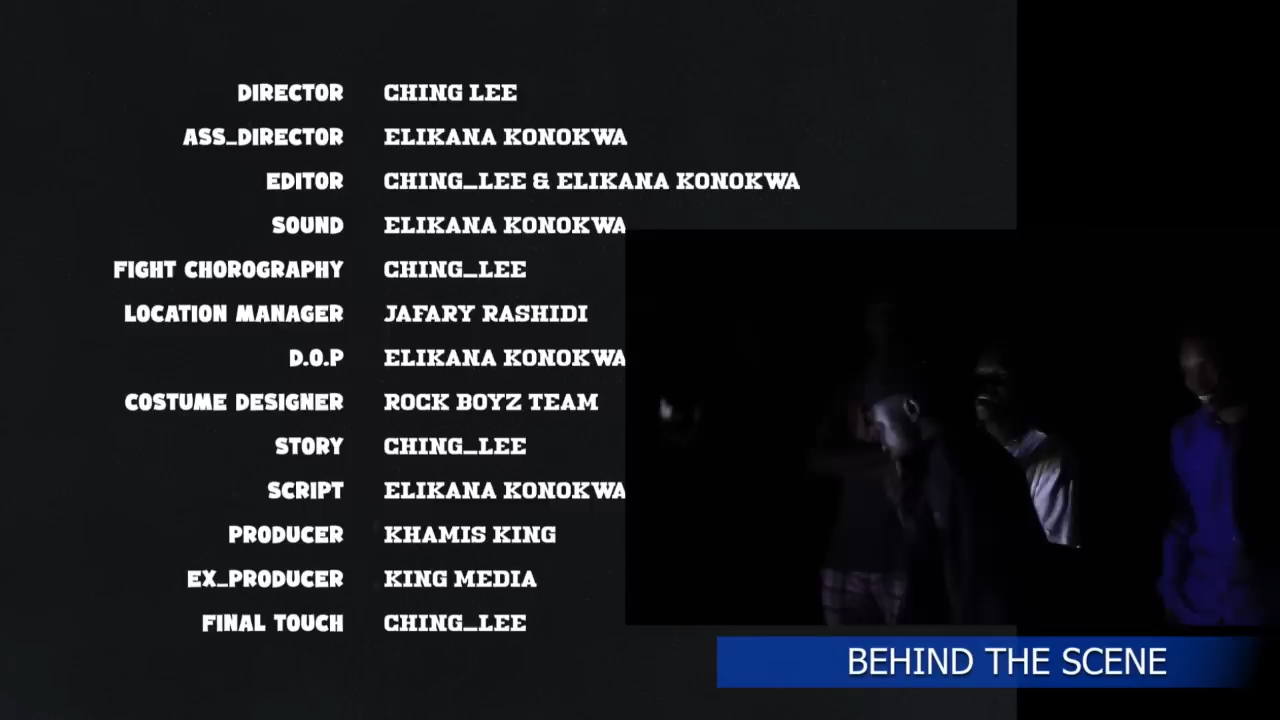 DIRECTOR CHING LEE
ASS_DIRECTOR ELIKANA KONOKWA
EDITOR CHING_LEE & ELIKANA KONOKWA
SOUND ELIKANA KONOKWA
FIGHT CHOROGRAPHY CHING_LEE
LOCATION MANAGER JAFARY RASHIDI
D.O.P ELIKANA KONOKWA
COSTUME DESIGNER ROCK BOYZ TEAM
STORY CHING_LEE
SCRIPT ELIKANA KONOKWA
PRODUCER KHAMIS KING
EX_PRODUCER KING MEDIA
FINAL TOUCH CHING_LEE
BEHIND THE SCENE